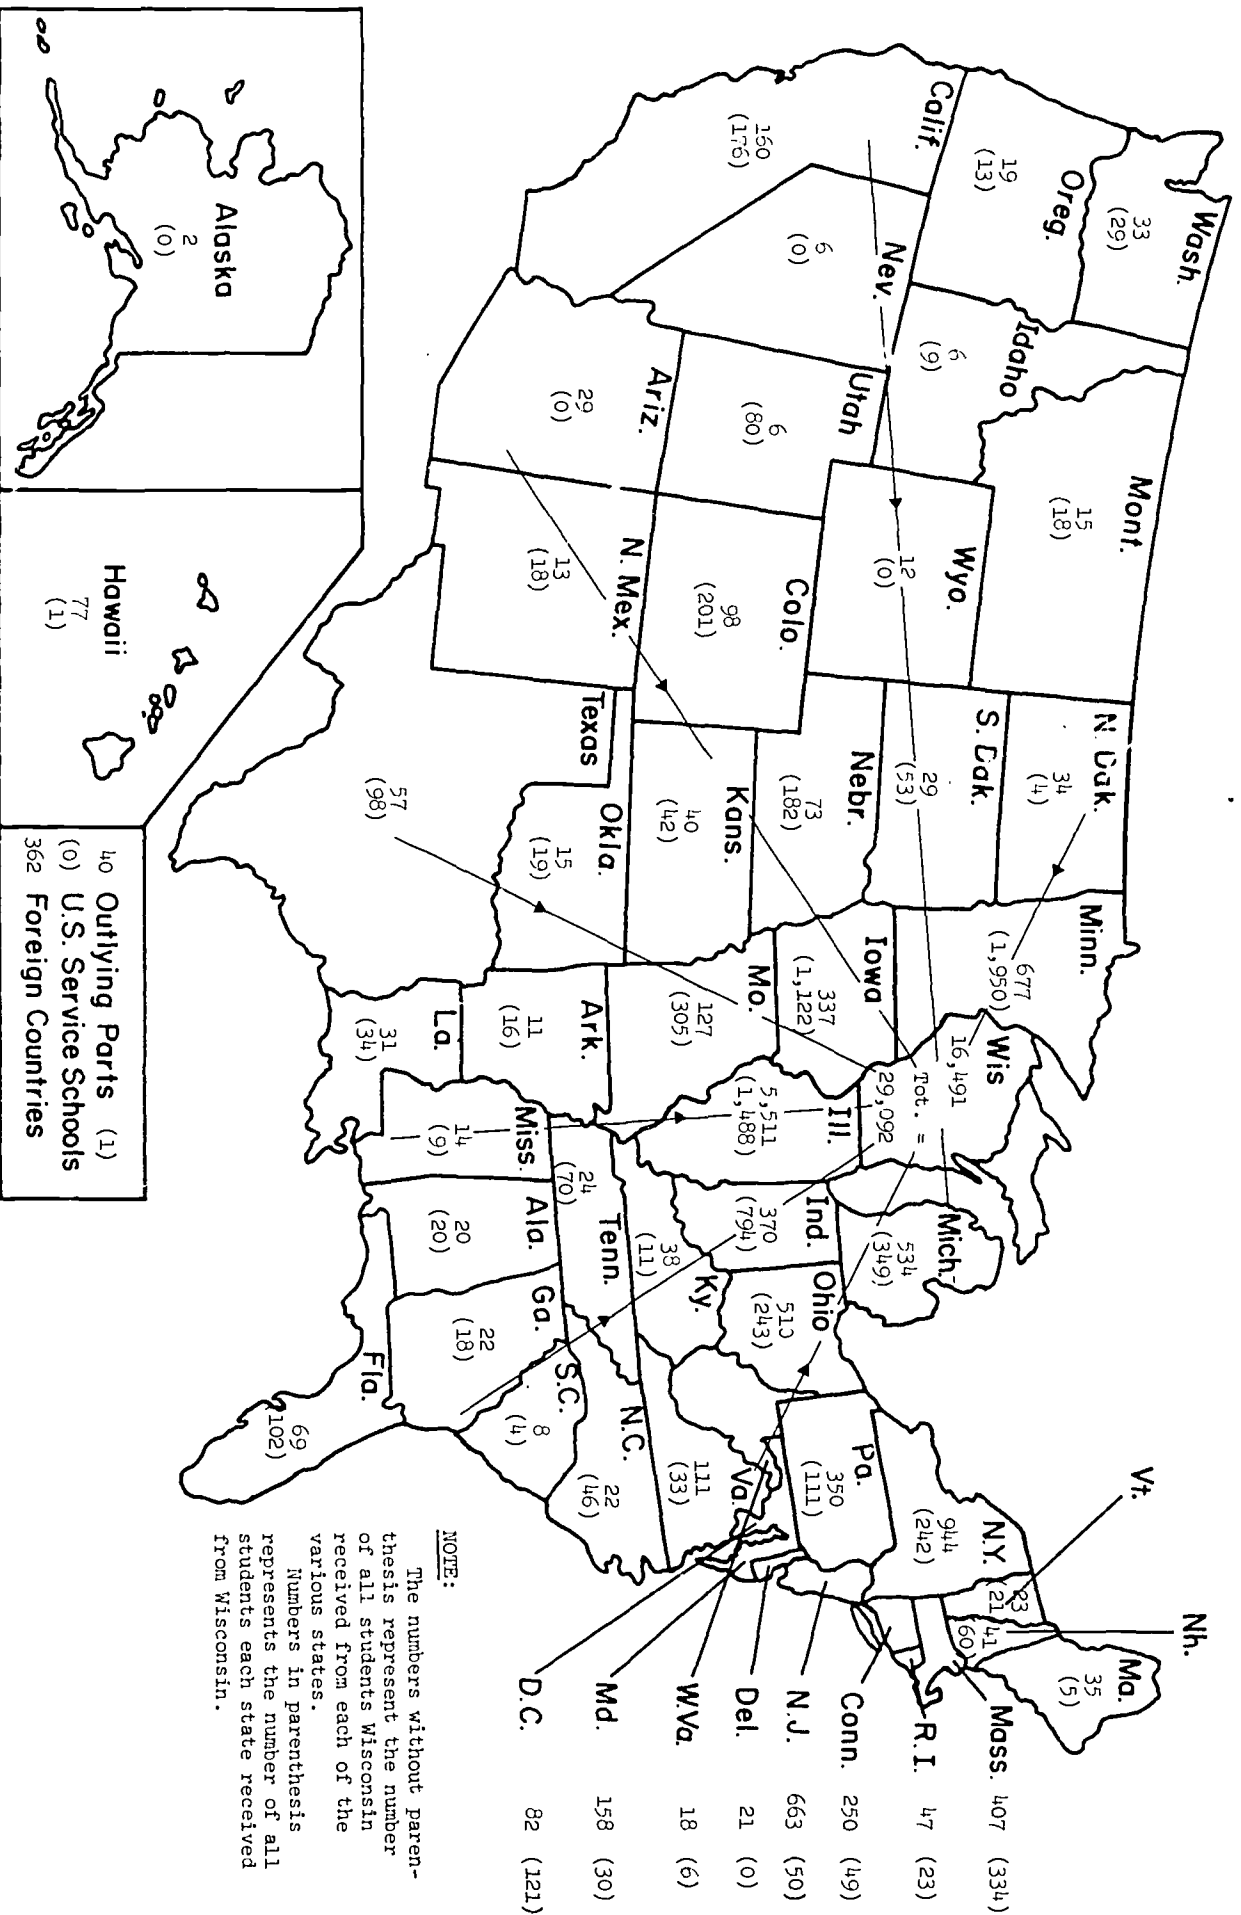 Wash.
33
(29)
Oreg.
19
(13)
Calif.
160
(176)
Nev.
6
(0)
Idaho
6
(9)
Mont.
15
(18)
Wyo.
12
(0)
Utah
6
(80)
Ariz.
29
(0)
Colo.
98
(201)
N. Mex.
13
(18)
N. Dak.
34
(4)
S. Dak.
29
(53)
Nebr.
73
(182)
Kans.
40
(42)
Okla.
15
(19)
Texas
57
(98)
Minn.
677
(1,950)
Iowa
337
(1,122)
Mo.
127
(305)
Ark.
11
(16)
La.
31
(34)
Wis
16,491
Tot. =
29,092
Ill.
5,511
(1,488)
Mich.
534
(349)
Ind.
370
(794)
Ohio
510
(243)
Ky.
38
(11)
Tenn.
24
(70)
Miss.
14
(9)
Ala.
20
(20)
Ga.
22
(18)
Fla.
69
(102)
S.C.
8
(4)
N.C.
22
(46)
Va.
111
(33)
Pa.
350
(111)
N.Y.
944
(242)
Vt.
23
(21
Nh.
41
60)
Ma.
35
(5)
Mass. 407 (334)
R.I. 47 (23)
Conn. 250 (49)
N.J. 663 (50)
Del. 21 (0)
W.Va. 18 (6)
Md. 158 (30)
D.C. 82 (121)
Alaska
2
(0)
Hawaii
77
(1)
40 Outlying Parts (1)
(0) U.S. Service Schools
362 Foreign Countries
NOTE:
The numbers without paren-
thesis represent the number
of all students Wisconsin
received from each of the
various states.
Numbers in parenthesis
represents the number of all
students each state received
from Wisconsin.